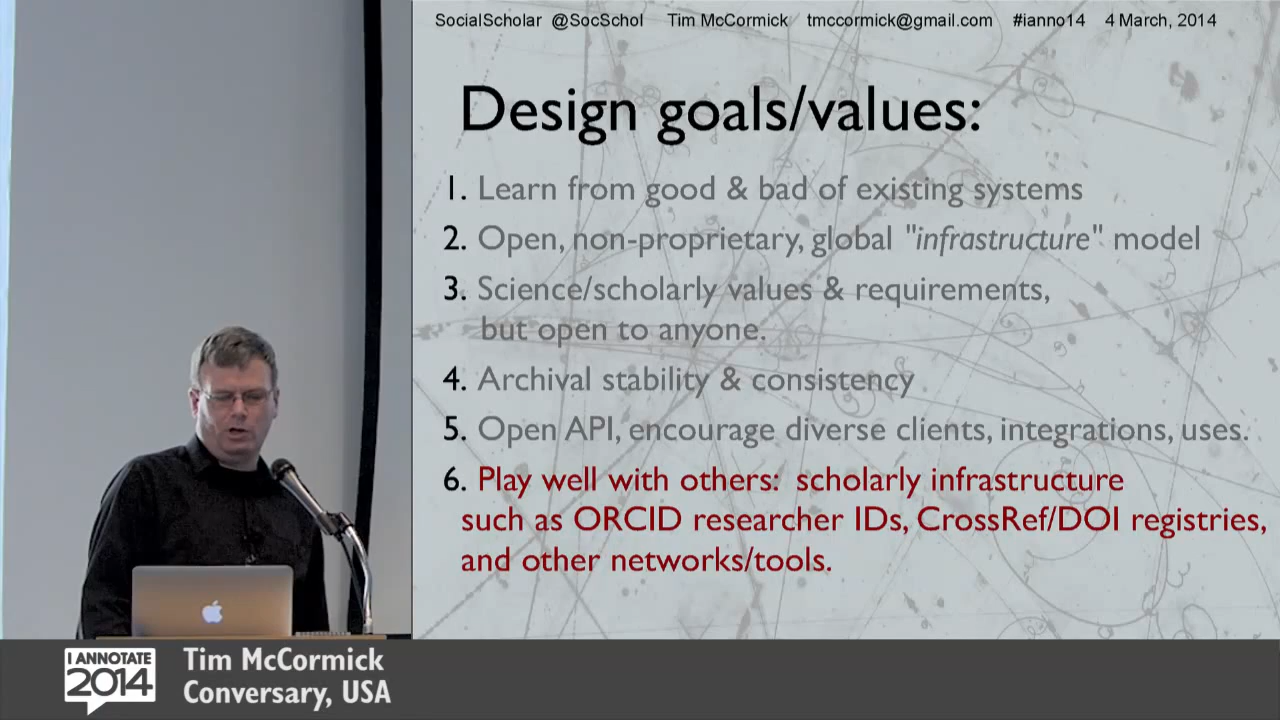 SocialScholar @SocSchol Tim McCormick tmccormick@gmail.com #ianno14 4 March, 2014
Design goals/values:
1. Learn from good & bad of existing systems
2. Open, non-proprietary, global "infrastructure" model
3. Science/scholarly values & requirements,
but open to anyone.
4. Archival stability & consistency
5. Open API, encourage diverse clients, integrations, uses.
6. Play well with others: scholarly infrastructure
such as ORCID researcher IDs, CrossRef/DOI registries,
and other networks/tools.
I ANNOTATE
2014
Tim McCormick
Conversary, USA